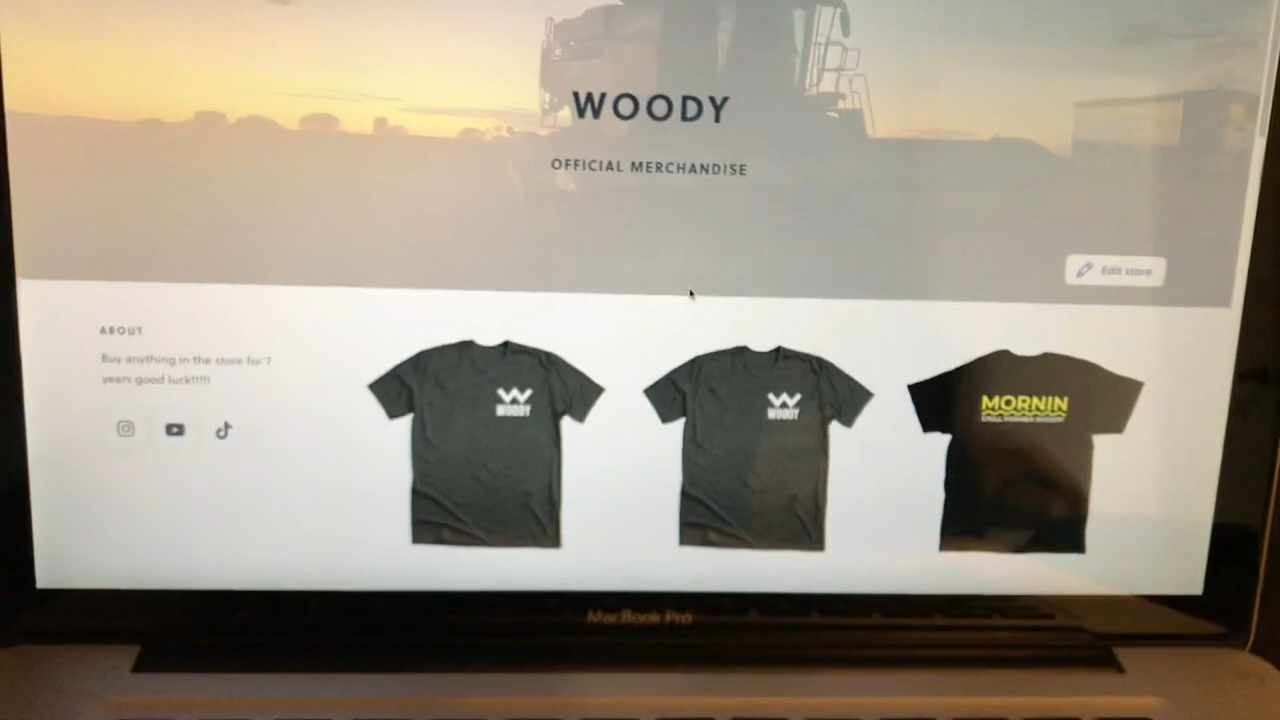 WOODY
OFFICIAL MERCHANDISE
Edit store
ABOUT
Buy anything in the store for 7
years good luck!!!!!
WOODY
WOODY
MORNIN
MacBook Pro